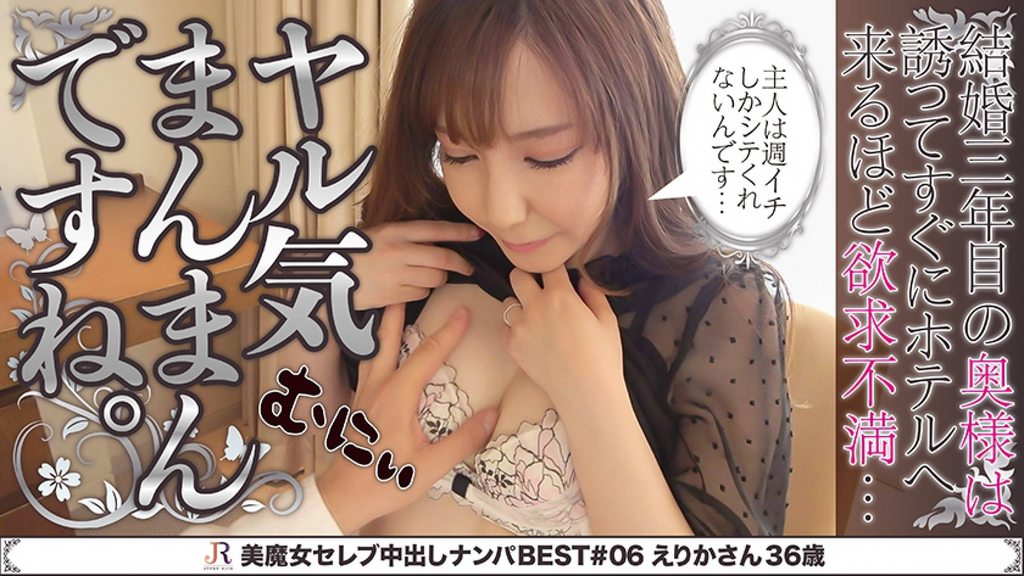 結婚三年目の奥様は
誘ってすぐにホテルへ
来るほど欲求不満…
主人は週イチ
しかシテくれ
ないんです…
ヤル気
まんまん
ですね。
むにぃ
JR
美魔女セレブ中出しナンパBEST#06 えりかさん36歳